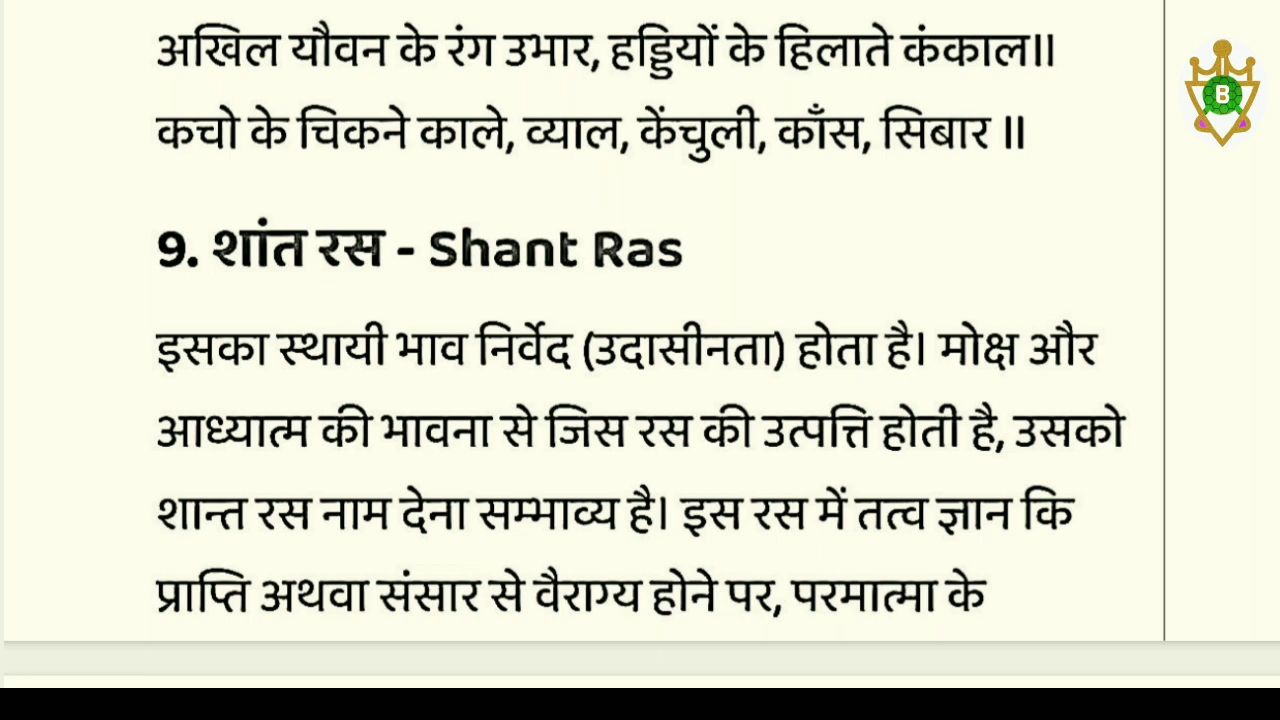 अखिल यौवन के रंग उभार, हड्डियों के हिलाते कंकाल॥
कचो के चिकने काले, व्याल, केंचुली, काँस, सिबार ॥
9. शांत रस - Shant Ras
इसका स्थायी भाव निर्वेद (उदासीनता) होता है। मोक्ष और
आध्यात्म की भावना से जिस रस की उत्पत्ति होती है, उसको
शान्त रस नाम देना सम्भाव्य है। इस रस में तत्व ज्ञान कि
प्राप्ति अथवा संसार से वैराग्य होने पर, परमात्मा के
B